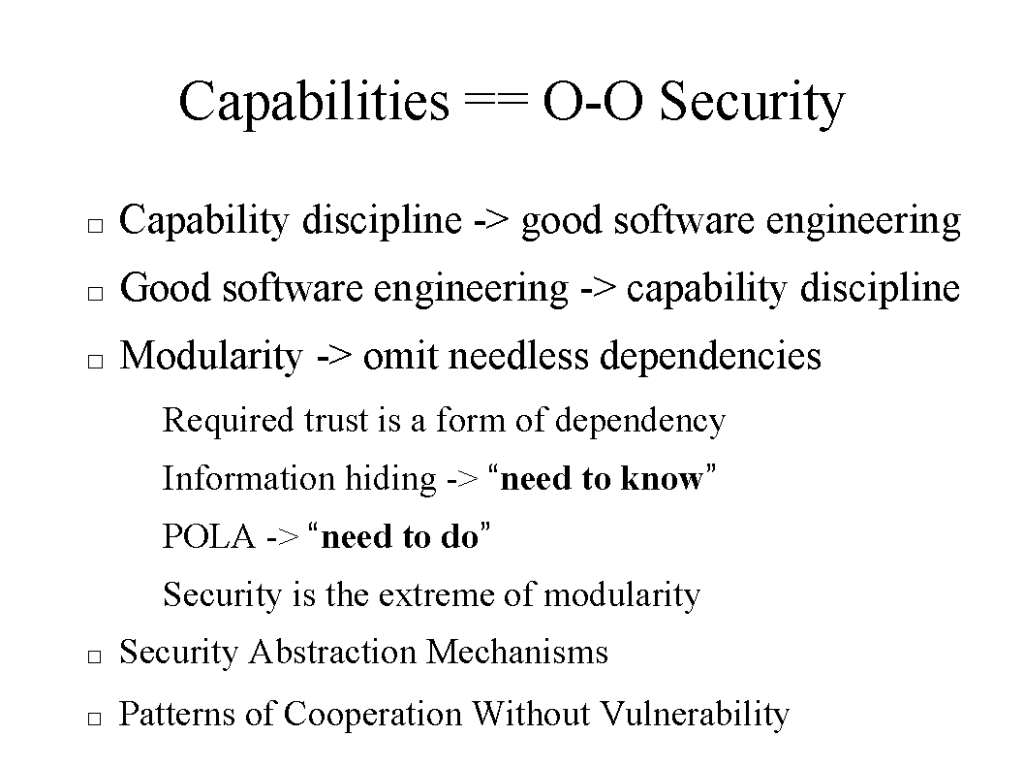 Capabilities == O-O Security
□ Capability discipline -> good software engineering
□ Good software engineering -> capability discipline
□ Modularity -> omit needless dependencies
Required trust is a form of dependency
Information hiding -> “need to know”
POLA -> “need to do”
Security is the extreme of modularity
□ Security Abstraction Mechanisms
□ Patterns of Cooperation Without Vulnerability